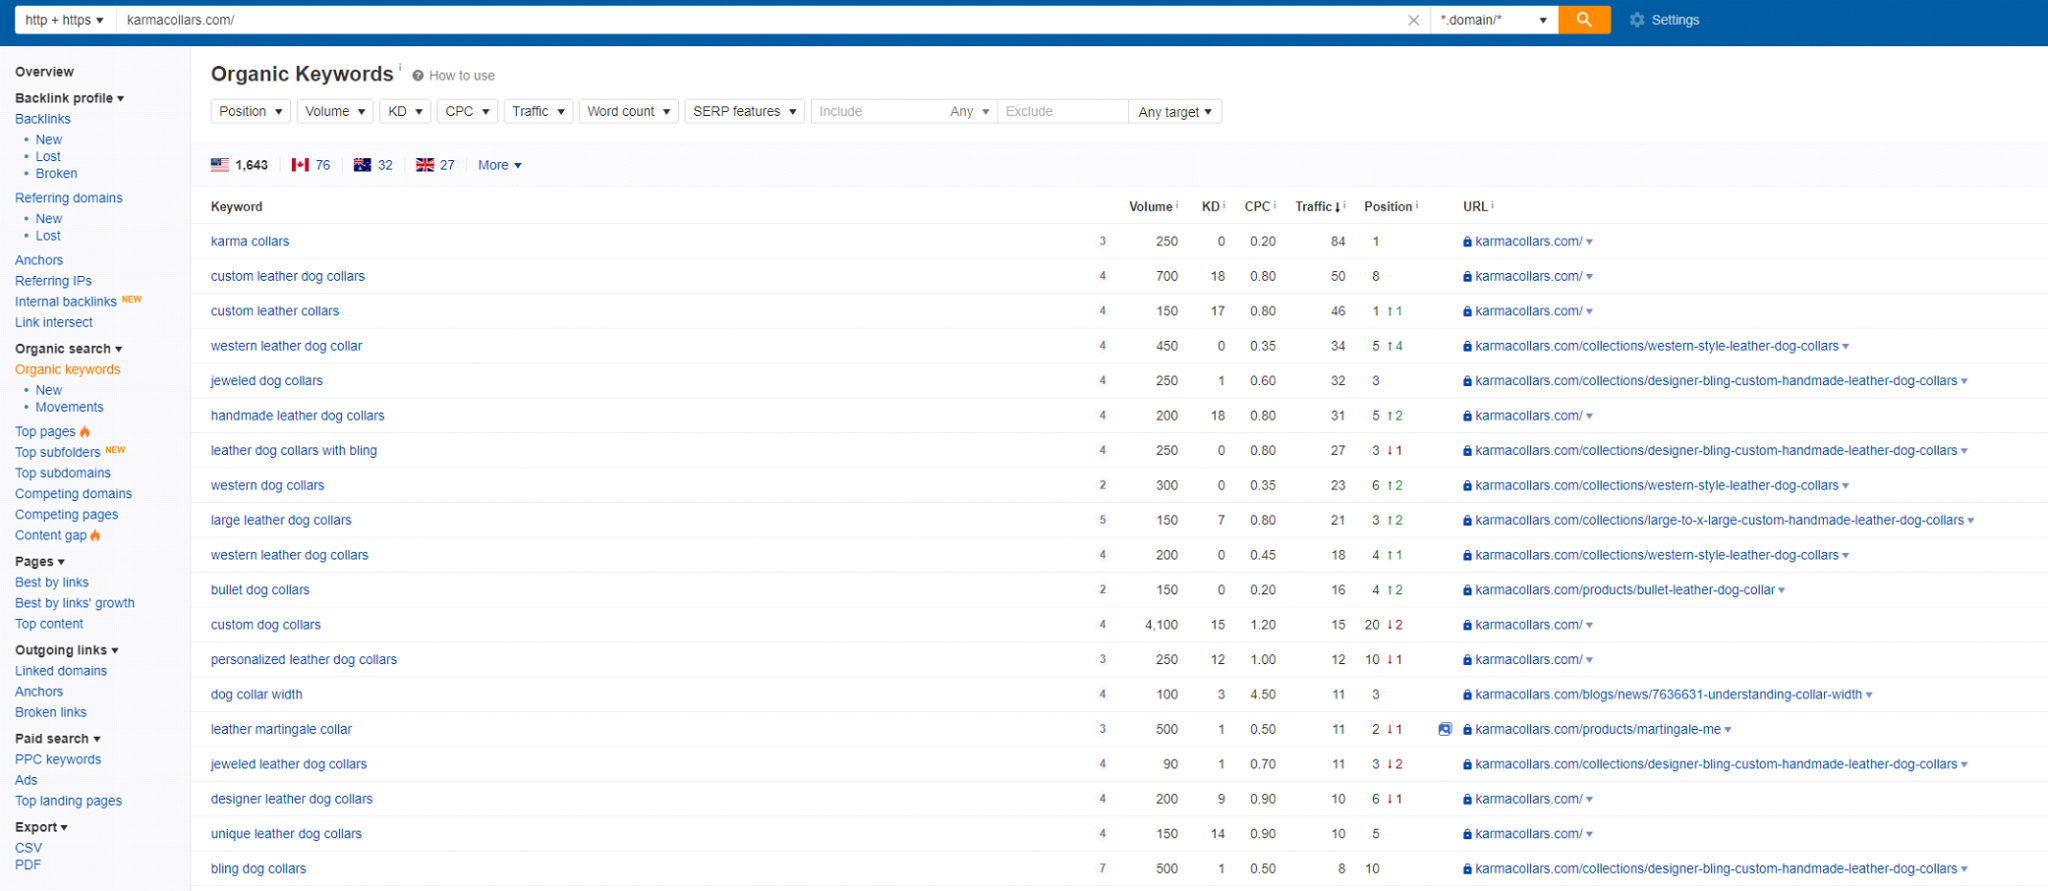 http + https ▾ karmacollars.com/ × *.domain/* ▾ Settings
Overview
Backlink profile ▾
Backlinks
• New
• Lost
• Broken
Referring domains
• New
• Lost
Anchors
Referring IPs
Internal backlinks NEW
Link intersect
Organic search ▾
Organic keywords
• New
• Movements
Top pages
Top subfolders NEW
Top subdomains
Competing domains
Competing pages
Content gap
Pages ▾
Best by links
Best by links' growth
Top content
Outgoing links ▾
Linked domains
Anchors
Broken links
Paid search ▾
PPC keywords
Ads
Top landing pages
Export ▾
CSV
PDF
Organic Keywords i ? How to use
Position ▾ Volume ▾ KD ▾ CPC ▾ Traffic ▾ Word count ▾ SERP features ▾ Include Any ▾ Exclude Any target ▾
1,643 76 32 27 More ▾
Keyword Volume i KD i CPC i Traffic ↓ i Position i URL i
karma collars 3 250 0 0.20 84 1 karmacollars.com/ ▾
custom leather dog collars 4 700 18 0.80 50 8 karmacollars.com/ ▾
custom leather collars 4 150 17 0.80 46 1 ↑1 karmacollars.com/ ▾
western leather dog collar 4 450 0 0.35 34 5 ↑4 karmacollars.com/collections/western-style-leather-dog-collars ▾
jeweled dog collars 4 250 1 0.60 32 3 karmacollars.com/collections/designer-bling-custom-handmade-leather-dog-collars ▾
handmade leather dog collars 4 200 18 0.80 31 5 ↑2 karmacollars.com/ ▾
leather dog collars with bling 4 250 0 0.80 27 3 ↓1 karmacollars.com/collections/designer-bling-custom-handmade-leather-dog-collars ▾
western dog collars 2 300 0 0.35 23 6 ↑2 karmacollars.com/collections/western-style-leather-dog-collars ▾
large leather dog collars 5 150 7 0.80 21 3 ↑2 karmacollars.com/collections/large-to-x-large-custom-handmade-leather-dog-collars ▾
western leather dog collars 4 200 0 0.45 18 4 ↑1 karmacollars.com/collections/western-style-leather-dog-collars ▾
bullet dog collars 2 150 0 0.20 16 4 ↑2 karmacollars.com/products/bullet-leather-dog-collar ▾
custom dog collars 4 4,100 15 1.20 15 20 ↓2 karmacollars.com/ ▾
personalized leather dog collars 3 250 12 1.00 12 10 ↓1 karmacollars.com/ ▾
dog collar width 4 100 3 4.50 11 3 karmacollars.com/blogs/news/7636631-understanding-collar-width ▾
leather martingale collar 3 500 1 0.50 11 2 ↓1 karmacollars.com/products/martingale-me ▾
jeweled leather dog collars 4 90 1 0.70 11 3 ↓2 karmacollars.com/collections/designer-bling-custom-handmade-leather-dog-collars ▾
designer leather dog collars 4 200 9 0.90 10 6 ↓1 karmacollars.com/ ▾
unique leather dog collars 4 150 14 0.90 10 5 karmacollars.com/ ▾
bling dog collars 7 500 1 0.50 8 10 karmacollars.com/collections/designer-bling-custom-handmade-leather-dog-collars ▾